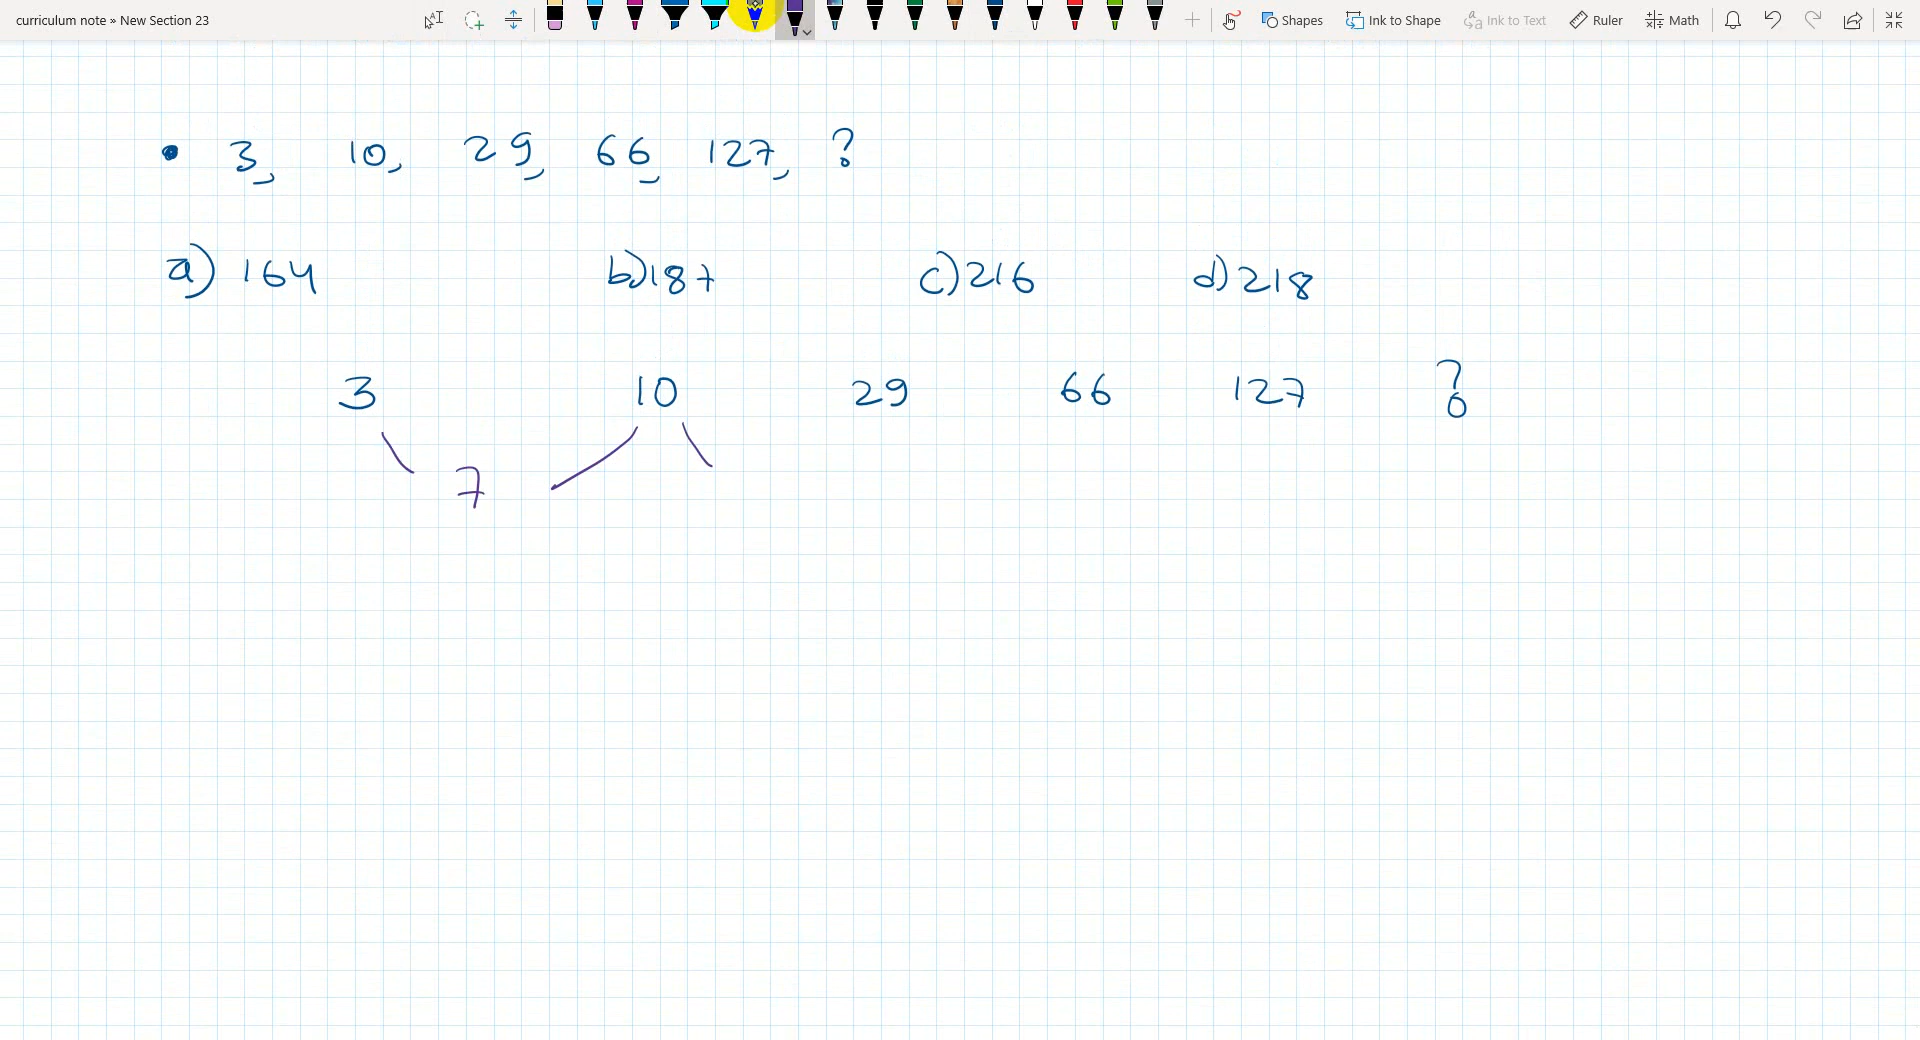 curriculum note » New Section 23
Shapes Ink to Shape Ink to Text Ruler Math
• 3, 10, 29, 66, 127, ?
a) 164 b) 187 c) 216 d) 218
3 10 29 66 127 ?
7